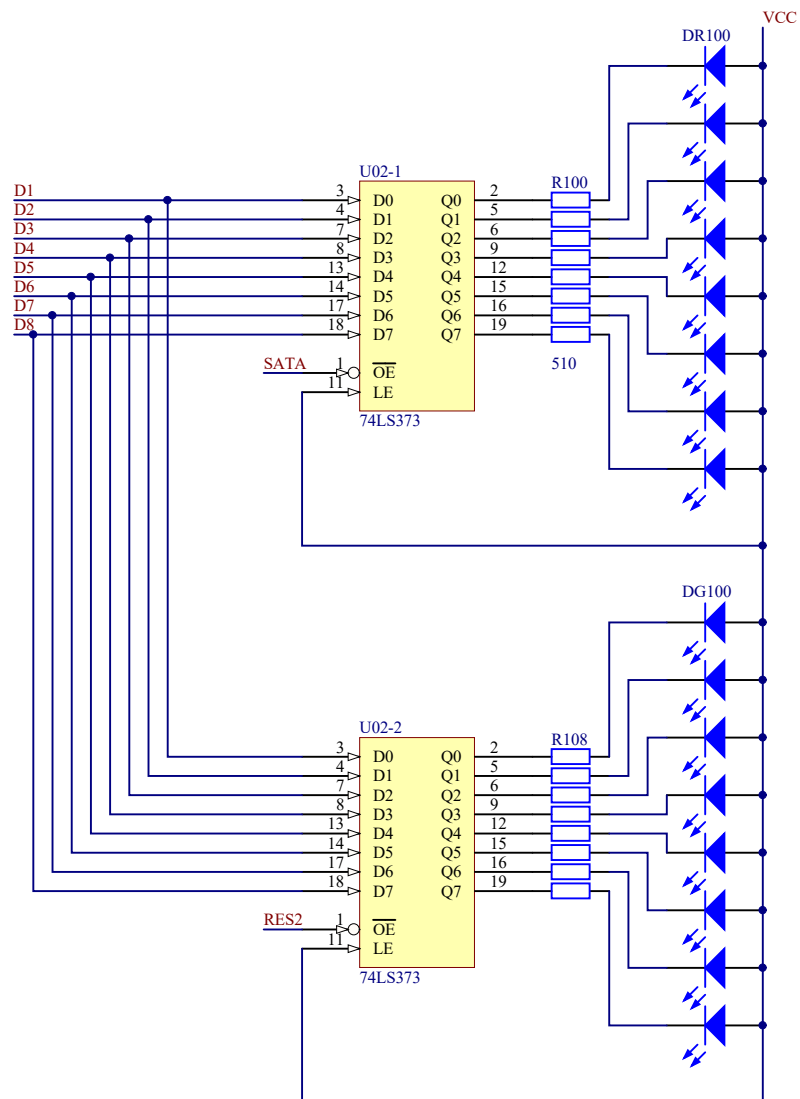 VCC
DR100
U02-1
R100
D1 3 D0 Q0 2
D2 4 D1 Q1 5
D3 7 D2 Q2 6
D4 8 D3 Q3 9
D5 13 D4 Q4 12
D6 14 D5 Q5 15
D7 17 D6 Q6 16
D8 18 D7 Q7 19
SATA 1 OE
510
11 LE
74LS373
DG100
U02-2
R108
3 D0 Q0 2
4 D1 Q1 5
7 D2 Q2 6
8 D3 Q3 9
13 D4 Q4 12
14 D5 Q5 15
17 D6 Q6 16
18 D7 Q7 19
RES2 1 OE
11 LE
74LS373